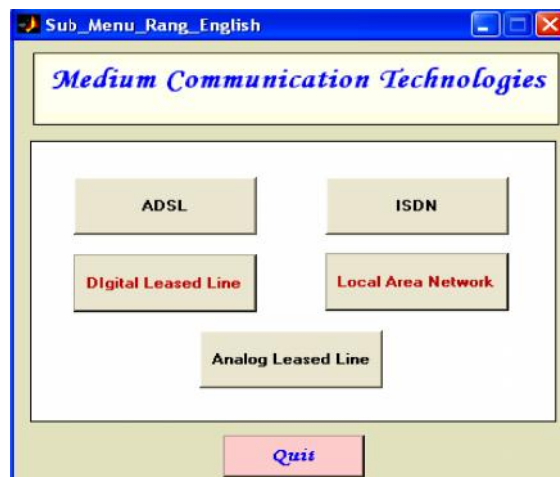 Sub_Menu_Rang_English
Medium Communication Technologies
ADSL
ISDN
DIgital Leased Line
Local Area Network
Analog Leased Line
Quit